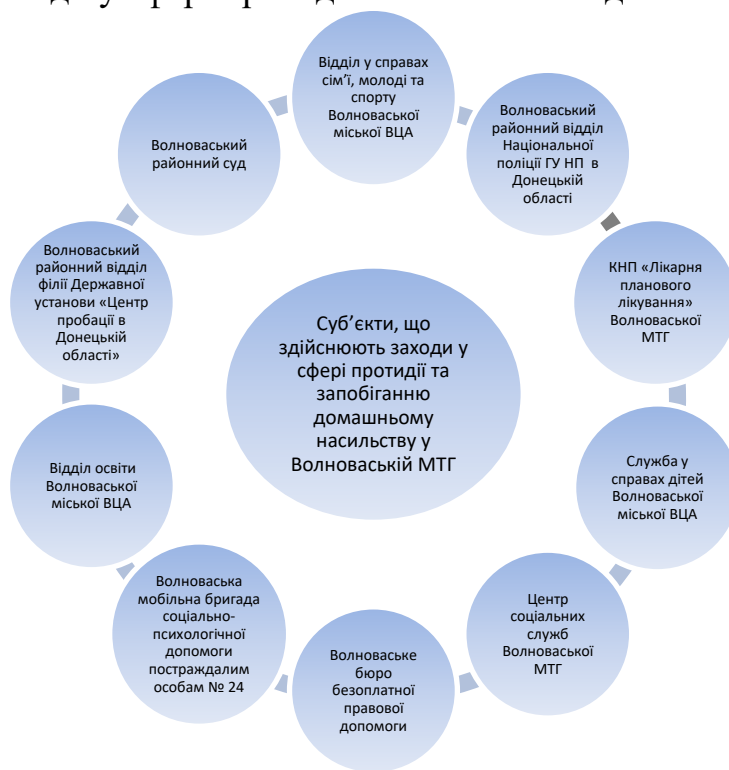 Відділ у справах
сім’ї, молоді та
спорту
Волноваської
міської ВЦА
Волноваський
районний відділ
Національної
поліції ГУ НП в
Донецькій
області
КНП «Лікарня
планового
лікування»
Волноваської
МТГ
Служба у
справах дітей
Волноваської
міської ВЦА
Центр
соціальних
служб
Волноваської
МТГ
Волноваське
бюро
безоплатної
правової
допомоги
Волноваська
мобільна бригада
соціально-
психологічної
допомоги
постраждалим
особам № 24
Відділ освіти
Волноваської
міської ВЦА
Волноваський
районний відділ
філії Державної
установи «Центр
пробації в
Донецькій
області»
Волноваський
районний суд
Суб’єкти, що
здійснюють заходи у
сфері протидії та
запобіганню
домашньому
насильству у
Волноваській МТГ